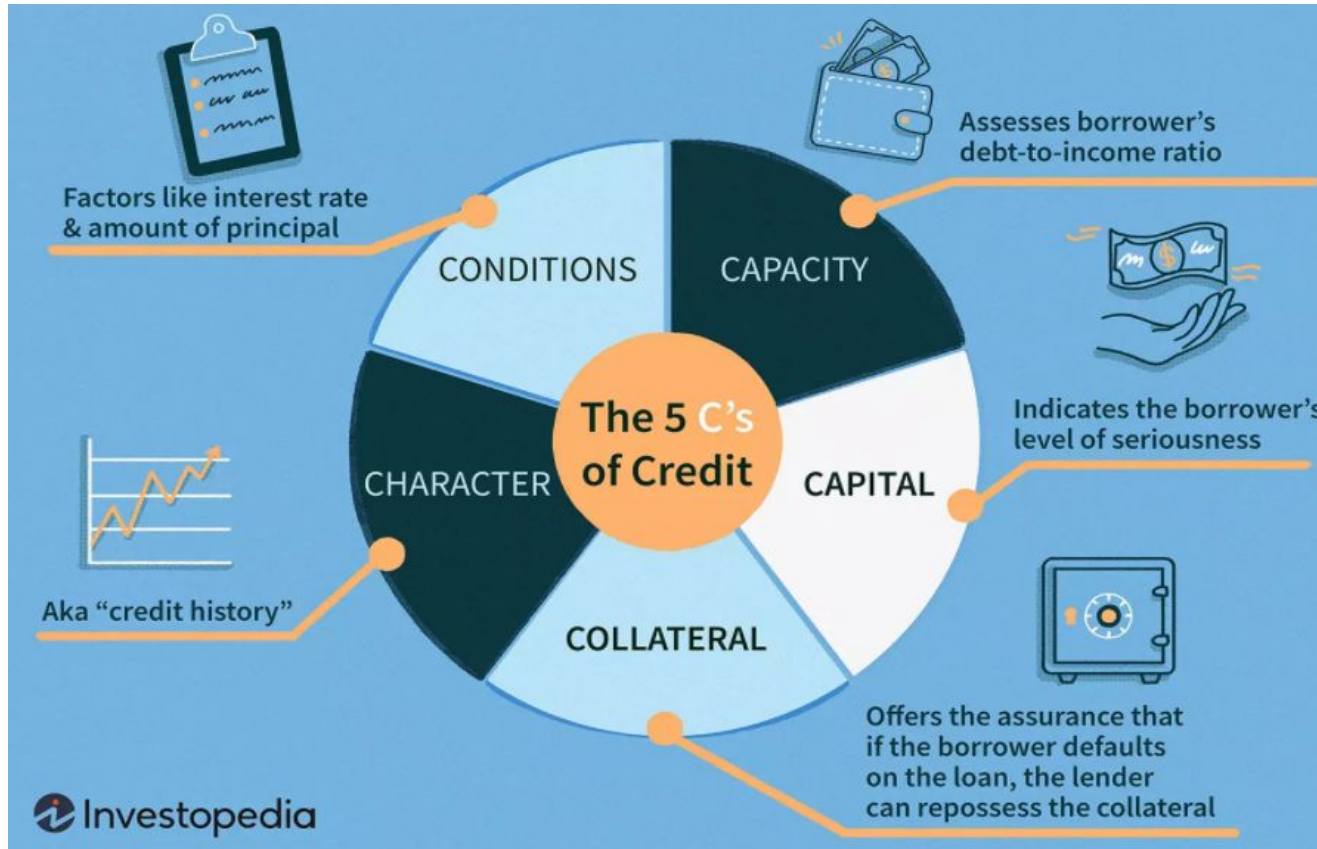 Factors like interest rate
& amount of principal
CONDITIONS
Assesses borrower's
debt-to-income ratio
CAPACITY
The 5 C's
of Credit
Indicates the borrower's
level of seriousness
CAPITAL
CHARACTER
Aka “credit history”
COLLATERAL
Offers the assurance that
if the borrower defaults
on the loan, the lender
can repossess the collateral
Investopedia